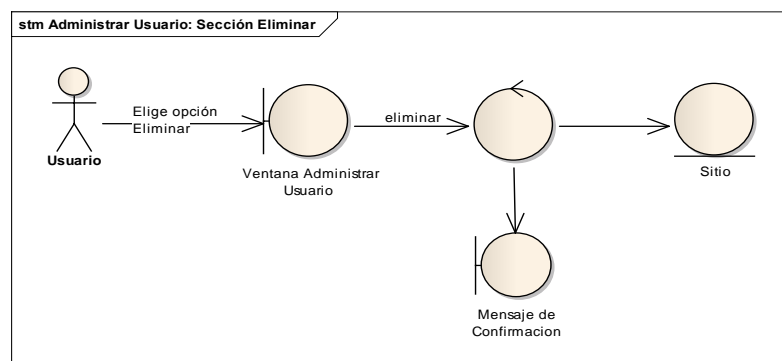 stm Administrar Usuario: Sección Eliminar
Elige opción
Eliminar
Usuario
Ventana Administrar
Usuario
eliminar
Sitio
Mensaje de
Confirmacion